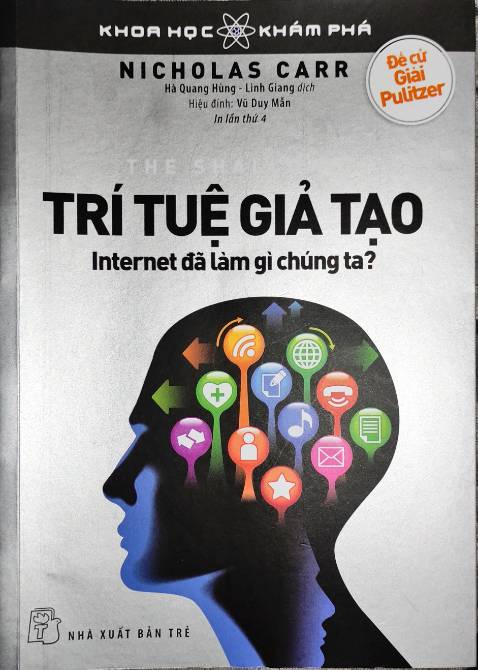 KHOA HỌC KHÁM PHÁ
NICHOLAS CARR
Đề cử
Giải
Pulitzer
Hà Quang Hùng - Linh Giang dịch
Hiệu đính: Vũ Duy Mẫn
In lần thứ 4
THE
TRÍ TUỆ GIẢ TẠO
Internet đã làm gì chúng ta?
NHÀ XUẤT BẢN TRẺ